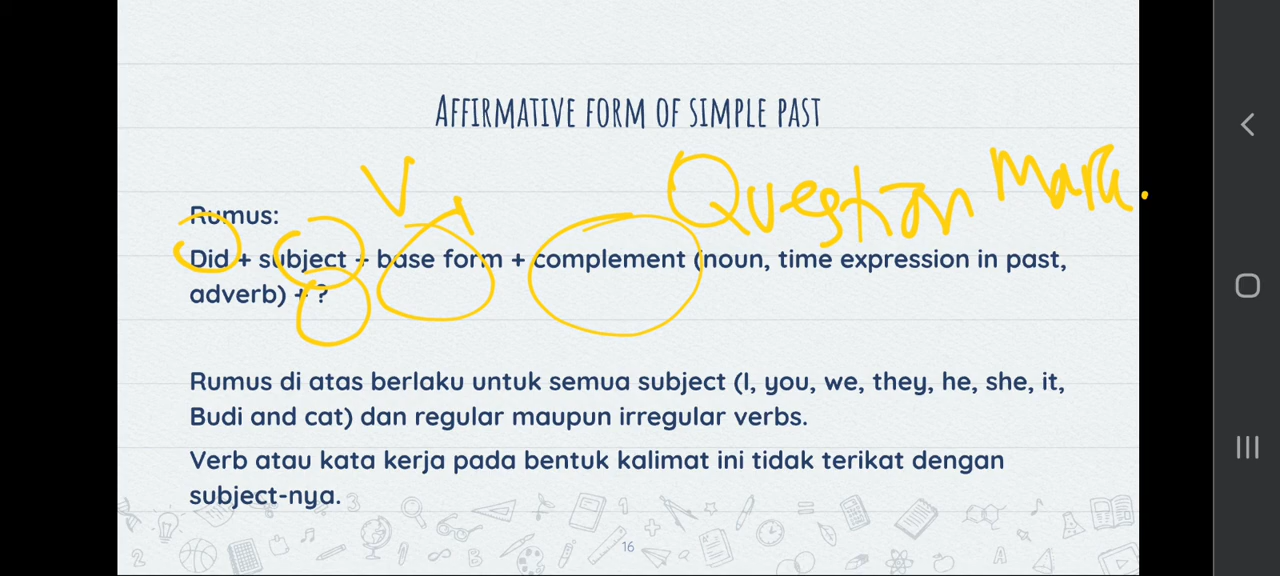 AFFIRMATIVE FORM OF SIMPLE PAST
Question Mark.
V 1
Rumus:
Did + subject + base form + complement (noun, time expression in past,
adverb) + ?
Rumus di atas berlaku untuk semua subject (I, you, we, they, he, she, it,
Budi and cat) dan regular maupun irregular verbs.
Verb atau kata kerja pada bentuk kalimat ini tidak terikat dengan
subject-nya.
16